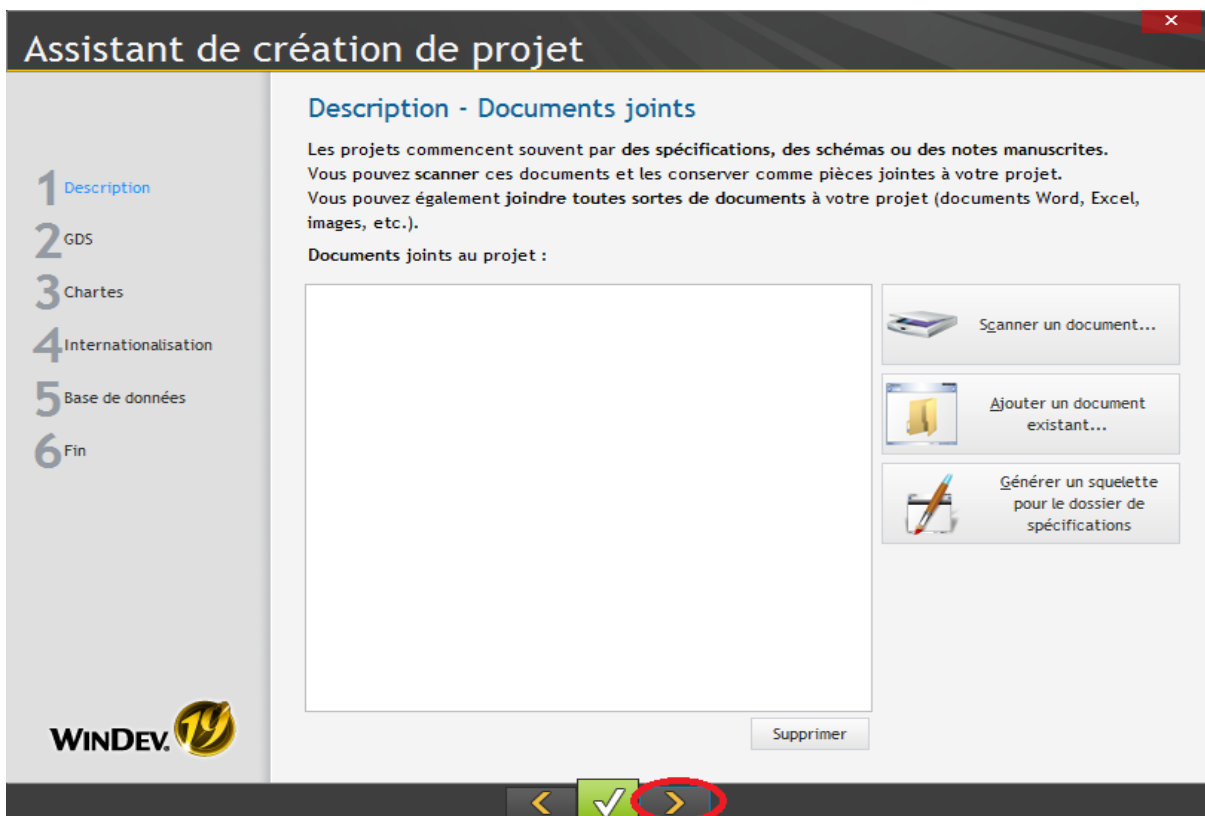 Assistant de création de projet
Description - Documents joints
Les projets commencent souvent par des spécifications, des schémas ou des notes manuscrites.
Vous pouvez scanner ces documents et les conserver comme pièces jointes à votre projet.
Vous pouvez également joindre toutes sortes de documents à votre projet (documents Word, Excel,
images, etc.).
Documents joints au projet :
1 Description
2 GDS
3 Chartes
4 Internationalisation
5 Base de données
6 Fin
Scanner un document...
Ajouter un document
existant...
Générer un squelette
pour le dossier de
spécifications
Supprimer
WINDEV. 19